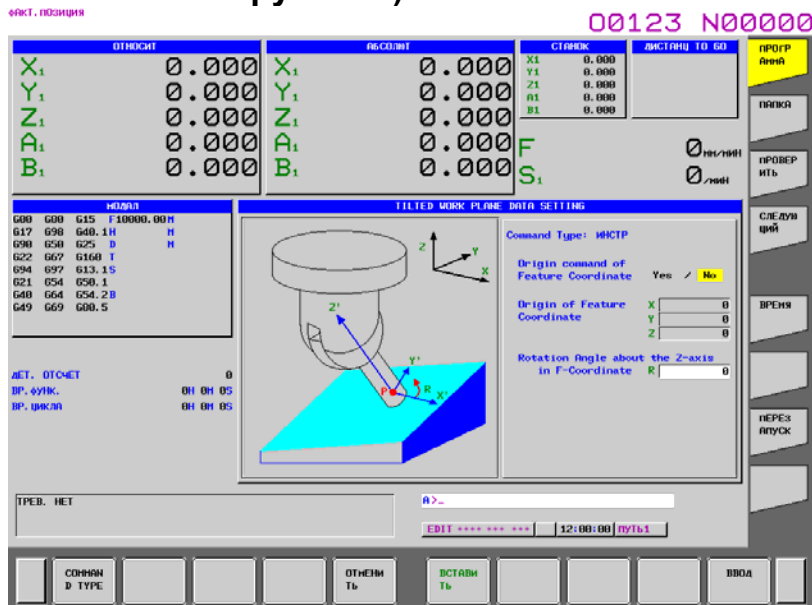 ФАКТ.ПОЗИЦИЯ
O0123 N00000
ОТНОСИТ
X1 0.000
Y1 0.000
Z1 0.000
A1 0.000
B1 0.000
АБСОЛЮТ
X1 0.000
Y1 0.000
Z1 0.000
A1 0.000
B1 0.000
СТАНОК
X1 0.000
Y1 0.000
Z1 0.000
A1 0.000
B1 0.000
ДИСТАНЦ TO GO
F 0мм/мин
S1 0/мин
ПРОГР
АММА
ПАПКА
ПРОВЕР
ИТЬ
СЛЕДУЮ
ЩИЙ
ВРЕМЯ
ПЕРЕЗ
АПУСК
МОДАЛ
G00 G80 G15 F10000.00 M
G17 G98 G40.1 H M
G90 G50 G25 D M
G22 G67 G160 T
G94 G97 G13.1 S
G21 G54 G50.1
G40 G64 G54.2 B
G49 G69 G80.5
ДЕТ. ОТСЧЕТ 0
ВР.ФУНК. 0H 0M 0S
ВР.ЦИКЛА 0H 0M 0S
TILTED WORK PLANE DATA SETTING
Z
Y
X
Z'
Y'
P
R
X'
Command Type: ИНСТР
Origin command of
Feature Coordinate Yes / No
Origin of Feature X 0
Coordinate Y 0
Z 0
Rotation Angle about the Z-axis
in F-Coordinate R 0
ТРЕВ. НЕТ
A>_
EDIT **** *** *** 12:00:00 ПУТЬ1
COMMAN
D TYPE
ОТМЕНИ
ТЬ
ВСТАВИ
ТЬ
ВВОД